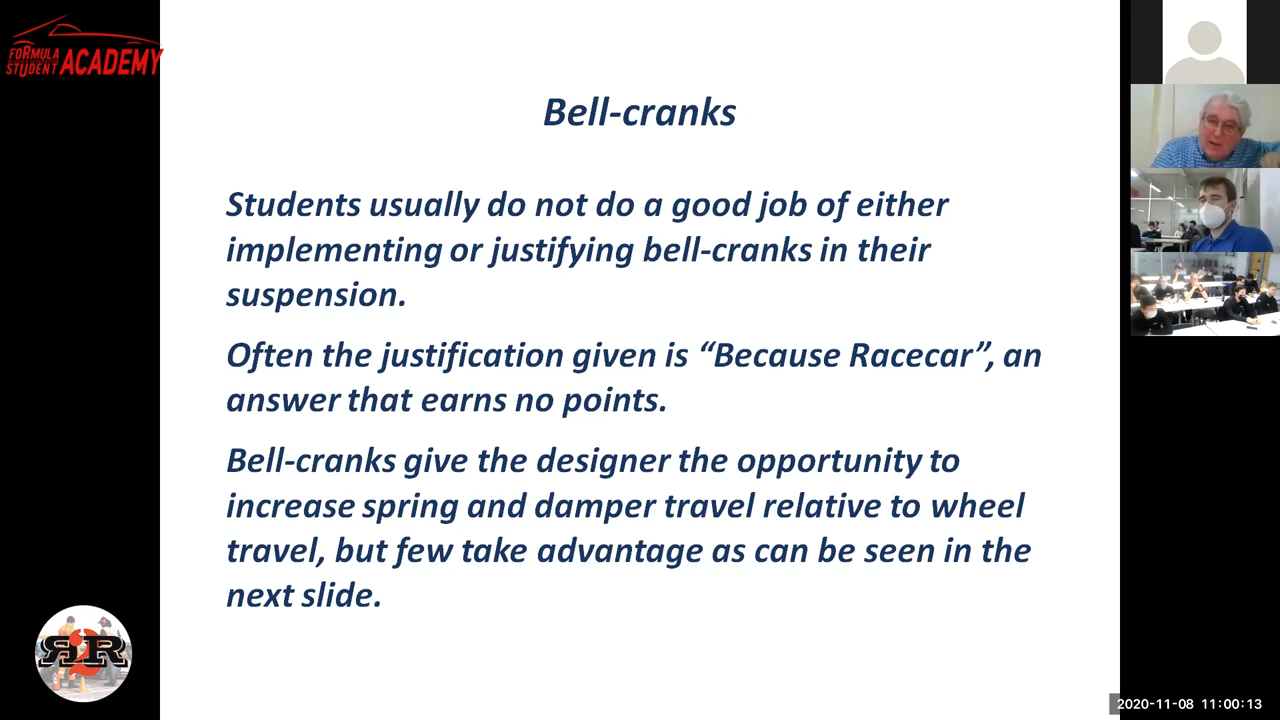 FORMULA
STUDENT ACADEMY
Bell-cranks
Students usually do not do a good job of either
implementing or justifying bell-cranks in their
suspension.
Often the justification given is “Because Racecar”, an
answer that earns no points.
Bell-cranks give the designer the opportunity to
increase spring and damper travel relative to wheel
travel, but few take advantage as can be seen in the
next slide.
R2R
2020-11-08 11:00:13